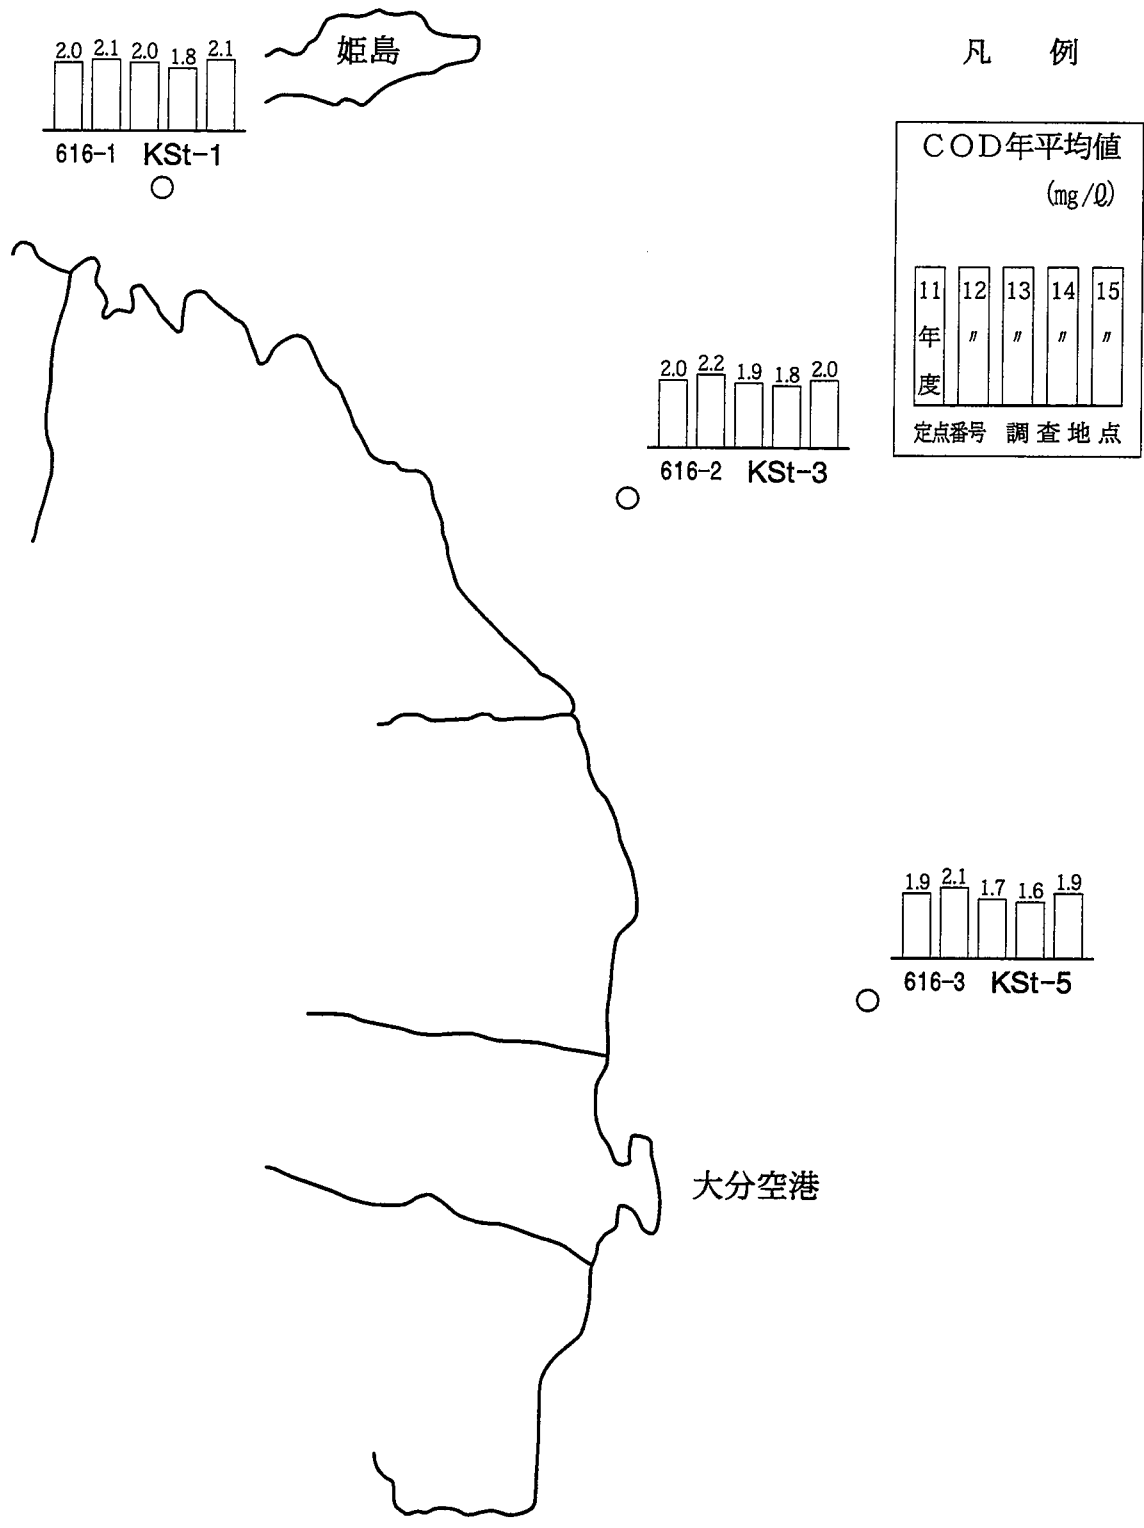 姫島
2.0 2.1 2.0 1.8 2.1
616-1 KSt-1
凡 例
COD年平均値
(mg/ℓ)
11年度 12〃 13〃 14〃 15〃
定点番号 調査地点
2.0 2.2 1.9 1.8 2.0
616-2 KSt-3
1.9 2.1 1.7 1.6 1.9
616-3 KSt-5
大分空港